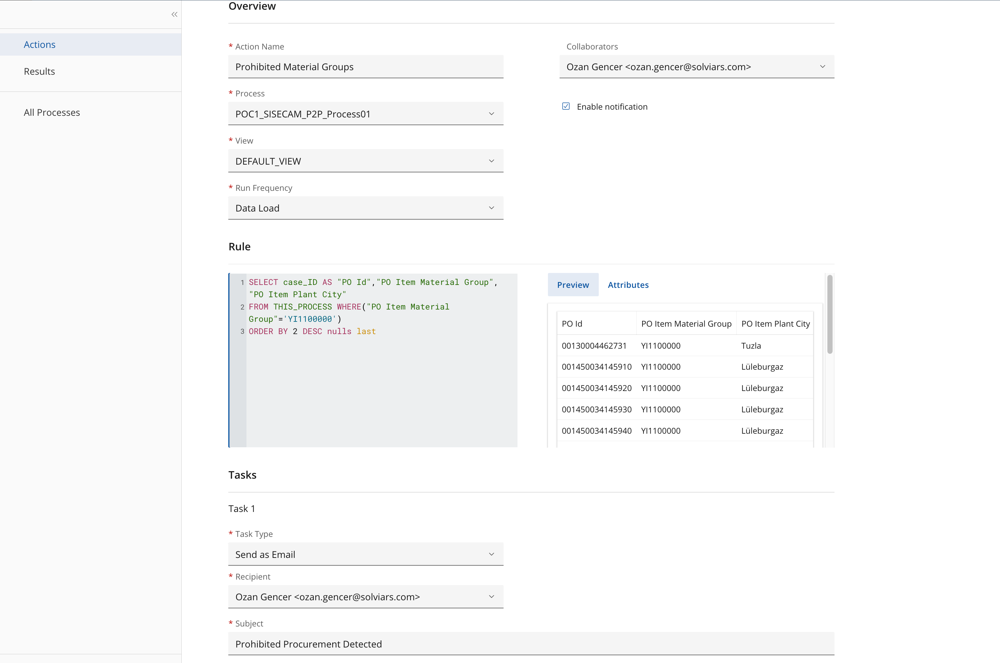 Overview
Actions
Results
All Processes
* Action Name
Prohibited Material Groups
Collaborators
Ozan Gencer <ozan.gencer@solviars.com>
* Process
POC1_SISECAM_P2P_Process01
Enable notification
* View
DEFAULT_VIEW
* Run Frequency
Data Load
Rule
1 SELECT case_ID AS "PO Id","PO Item Material Group",
"PO Item Plant City"
2 FROM THIS_PROCESS WHERE("PO Item Material
Group"='YI1100000')
3 ORDER BY 2 DESC nulls last
Preview Attributes
PO Id PO Item Material Group PO Item Plant City
00130004462731 YI1100000 Tuzla
001450034145910 YI1100000 Lüleburgaz
001450034145920 YI1100000 Lüleburgaz
001450034145930 YI1100000 Lüleburgaz
001450034145940 YI1100000 Lüleburgaz
Tasks
Task 1
* Task Type
Send as Email
* Recipient
Ozan Gencer <ozan.gencer@solviars.com>
* Subject
Prohibited Procurement Detected